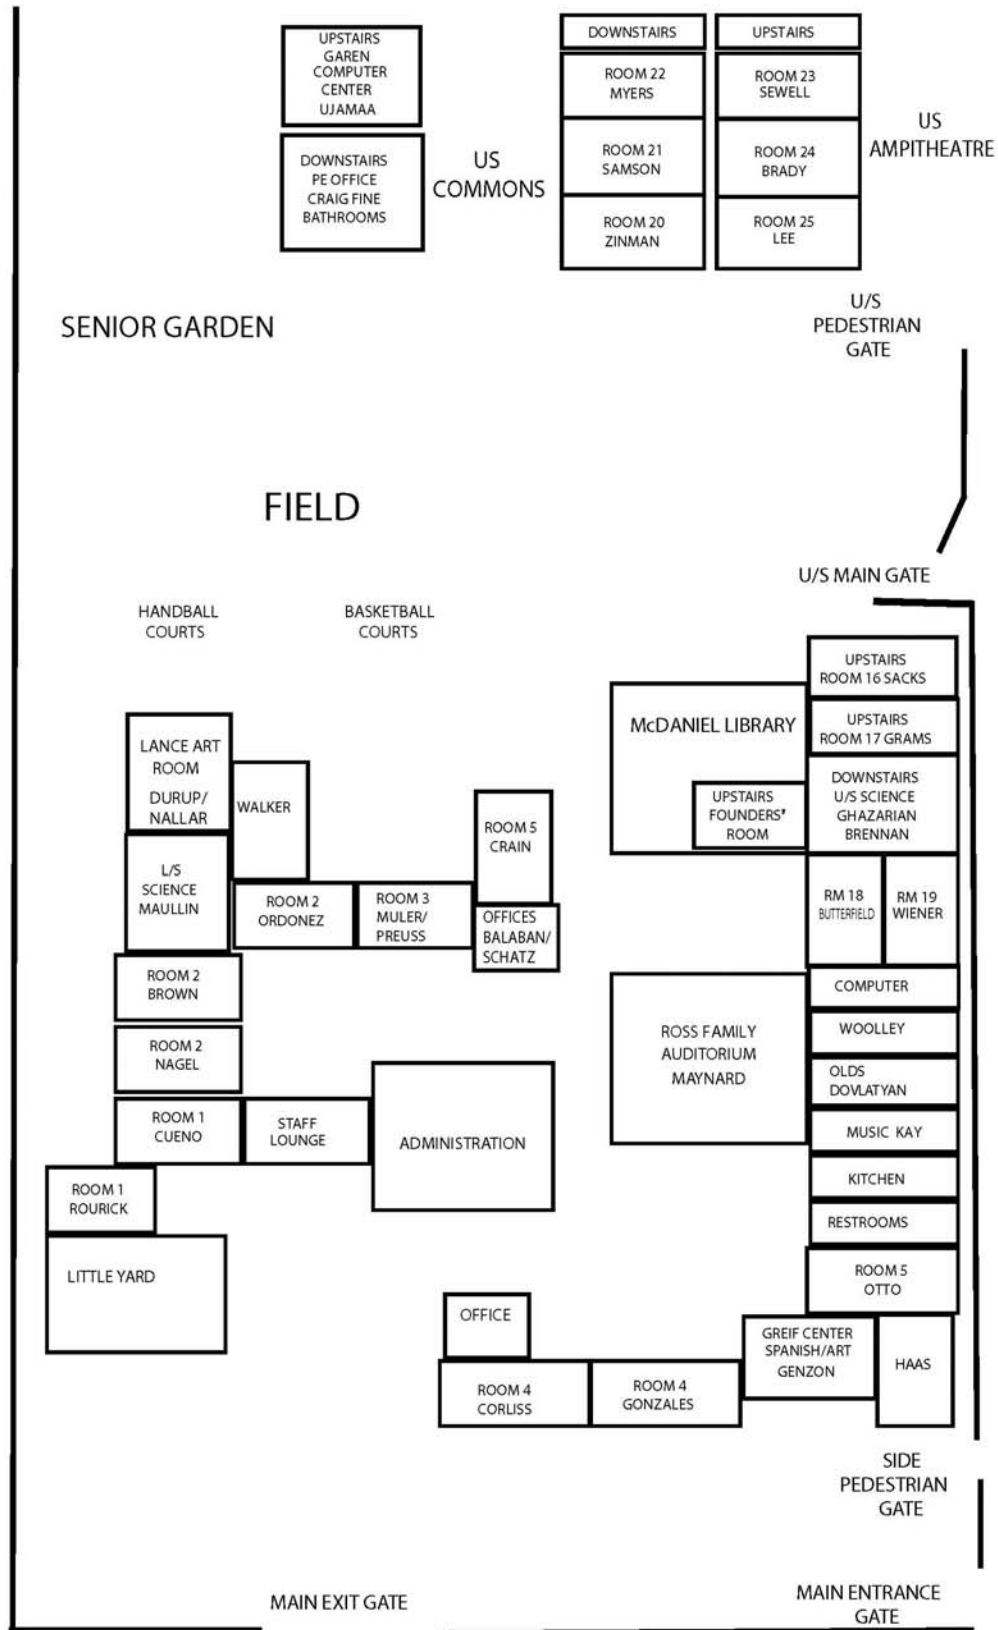 UPSTAIRS
GAREN
COMPUTER
CENTER
UJAMAA
DOWNSTAIRS
PE OFFICE
CRAIG FINE
BATHROOMS
US
COMMONS
DOWNSTAIRS
UPSTAIRS
ROOM 22
MYERS
ROOM 23
SEWELL
ROOM 21
SAMSON
ROOM 24
BRADY
ROOM 20
ZINMAN
ROOM 25
LEE
US
AMPITHEATRE
SENIOR GARDEN
U/S
PEDESTRIAN
GATE
FIELD
U/S MAIN GATE
HANDBALL
COURTS
BASKETBALL
COURTS
LANCE ART
ROOM
DURUP/
NALLAR
WALKER
L/S
SCIENCE
MAULLIN
ROOM 2
ORDONEZ
ROOM 3
MULER/
PREUSS
ROOM 5
CRAIN
OFFICES
BALABAN/
SCHATZ
ROOM 2
BROWN
ROOM 2
NAGEL
ROOM 1
CUENO
STAFF
LOUNGE
ADMINISTRATION
ROOM 1
ROURICK
LITTLE YARD
McDANIEL LIBRARY
UPSTAIRS
FOUNDERS'
ROOM
UPSTAIRS
ROOM 16 SACKS
UPSTAIRS
ROOM 17 GRAMS
DOWNSTAIRS
U/S SCIENCE
GHAZARIAN
BRENNAN
RM 18
BUTTERFIELD
RM 19
WIENER
ROSS FAMILY
AUDITORIUM
MAYNARD
COMPUTER
WOOLLEY
OLDS
DOVLATYAN
MUSIC KAY
KITCHEN
RESTROOMS
ROOM 5
OTTO
OFFICE
ROOM 4
CORLISS
ROOM 4
GONZALES
GREIF CENTER
SPANISH/ART
GENZON
HAAS
SIDE
PEDESTRIAN
GATE
MAIN EXIT GATE
MAIN ENTRANCE
GATE